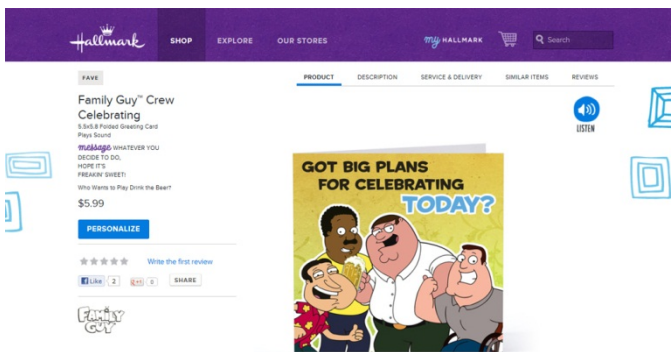 Hallmark
SHOP
EXPLORE
OUR STORES
my HALLMARK
Search
FAVE
PRODUCT
DESCRIPTION
SERVICE & DELIVERY
SIMILAR ITEMS
REVIEWS
Family Guy™ Crew
Celebrating
5.8x5.8 Folded Greeting Card
Plays Sound
message WHATEVER YOU
DECIDE TO DO,
HOPE IT'S
FREAKIN' SWEET!
Who Wants to Play Drink the Beer?
$5.99
PERSONALIZE
Write the first review
Like 2
+1 0
SHARE
FAMILY
GUY
LISTEN
GOT BIG PLANS
FOR CELEBRATING
TODAY?